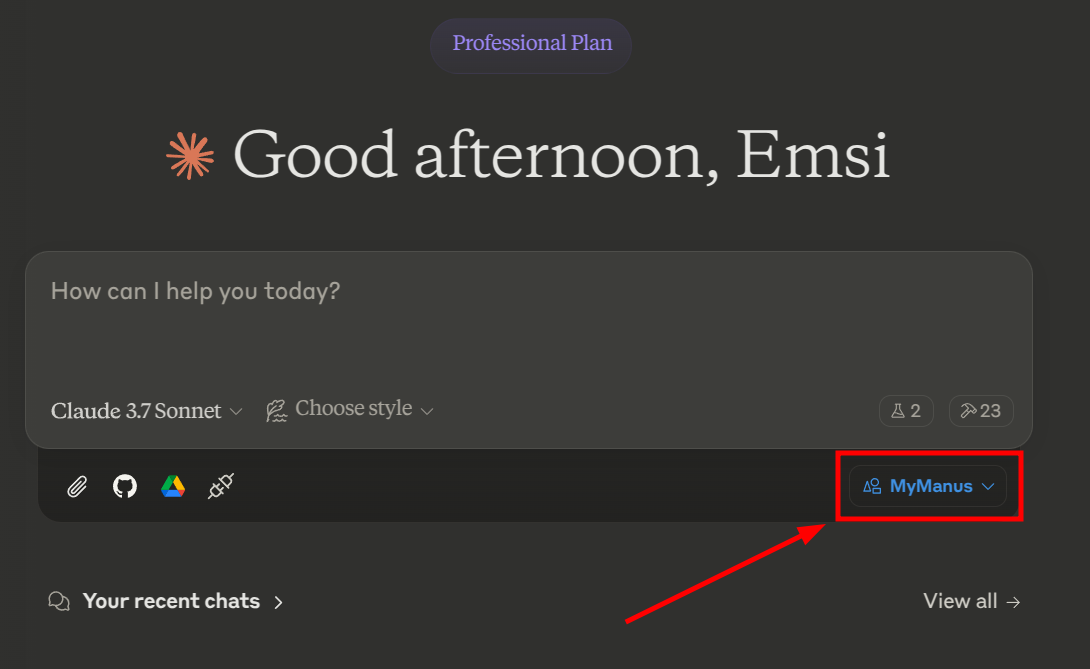 Professional Plan
Good afternoon, Emsi
How can I help you today?
Claude 3.7 Sonnet Choose style 2 23
MyManus
Your recent chats View all